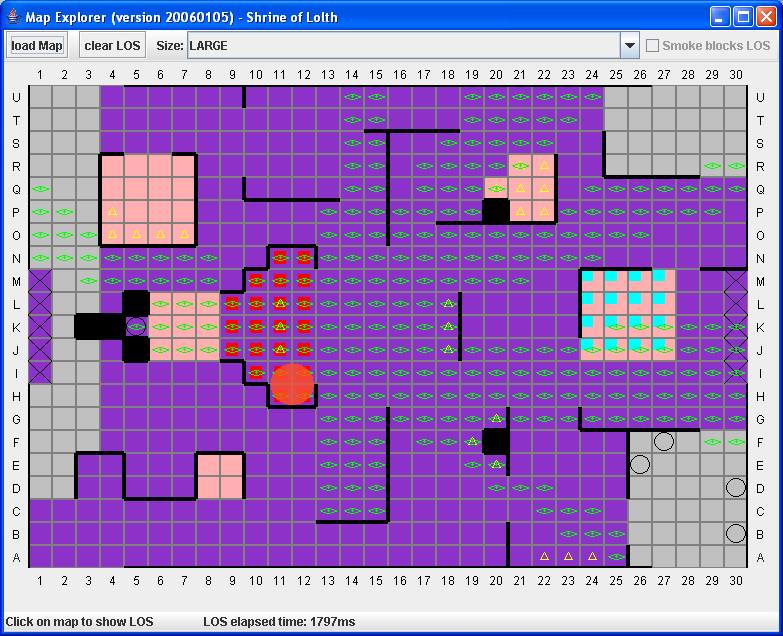 Map Explorer (version 20060105) - Shrine of Lolth
load Map clear LOS Size: LARGE Smoke blocks LOS
1 2 3 4 5 6 7 8 9 10 11 12 13 14 15 16 17 18 19 20 21 22 23 24 25 26 27 28 29 30
U U
T T
S S
R R
Q Q
P P
O O
N N
M M
L L
K K
J J
I I
H H
G G
F F
E E
D D
C C
B B
A A
1 2 3 4 5 6 7 8 9 10 11 12 13 14 15 16 17 18 19 20 21 22 23 24 25 26 27 28 29 30
Click on map to show LOS LOS elapsed time: 1797ms